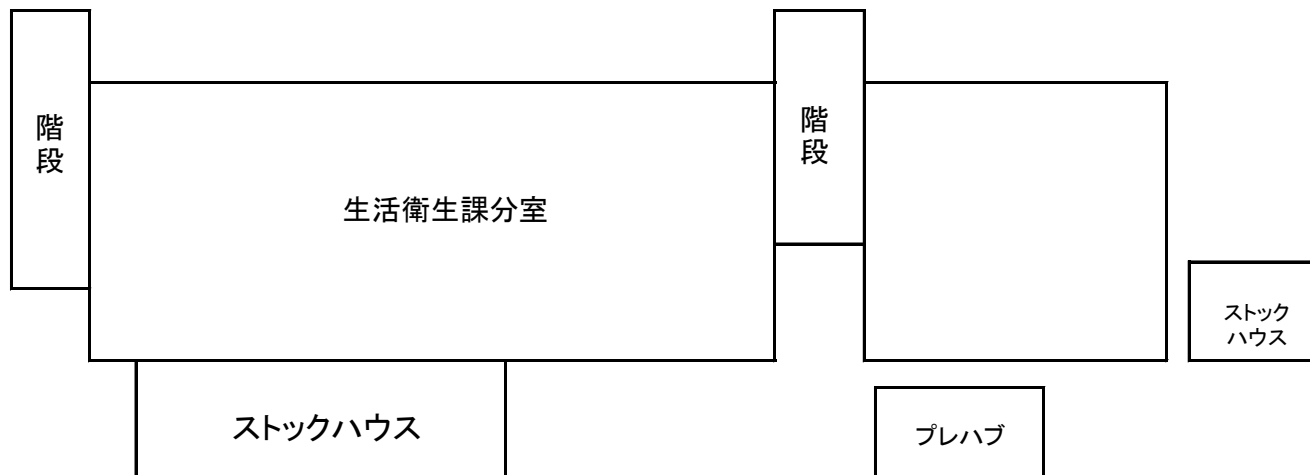 階段
階段
生活衛生課分室
ストック
ハウス
ストックハウス
プレハブ